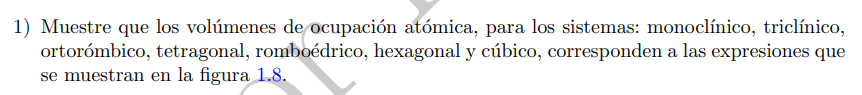 1) Muestre que los volúmenes de ocupación atómica, para los sistemas: monoclínico, triclínico,
ortorómbico, tetragonal, romboédrico, hexagonal y cúbico, corresponden a las expresiones que
se muestran en la figura 1.8.